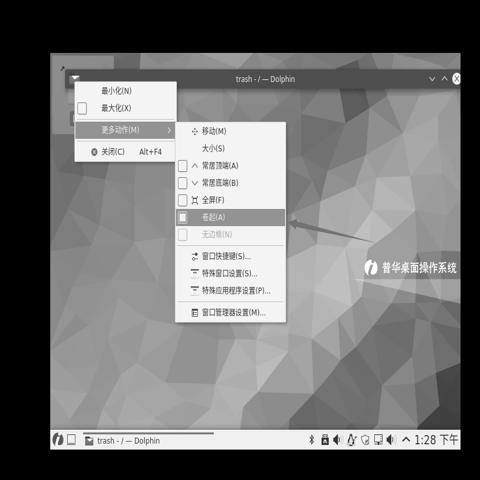 trash - / — Dolphin
最小化(N)
最大化(X)
更多动作(M)
关闭(C) Alt+F4
移动(M)
大小(S)
常居顶端(A)
常居底端(B)
全屏(F)
卷起(A)
无边框(N)
窗口快捷键(S)...
特殊窗口设置(S)...
特殊应用程序设置(P)...
窗口管理器设置(M)...
普华桌面操作系统
trash - / — Dolphin
1:28 下午